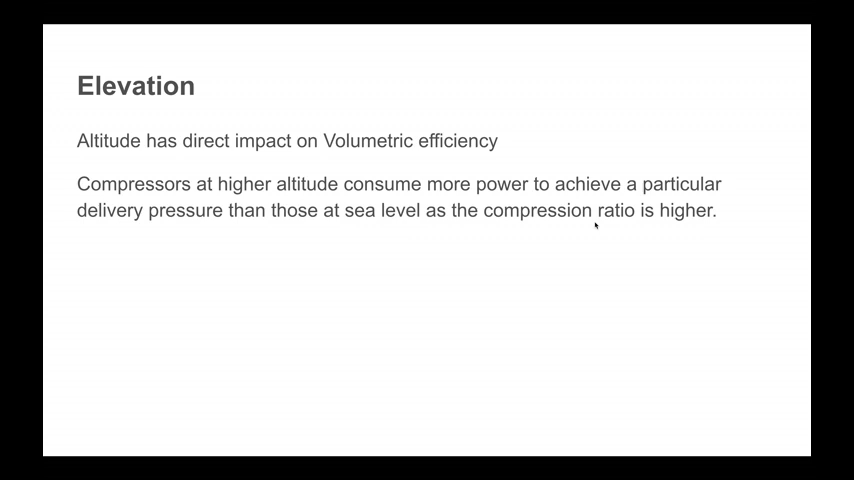 Elevation
Altitude has direct impact on Volumetric efficiency
Compressors at higher altitude consume more power to achieve a particular
delivery pressure than those at sea level as the compression ratio is higher.